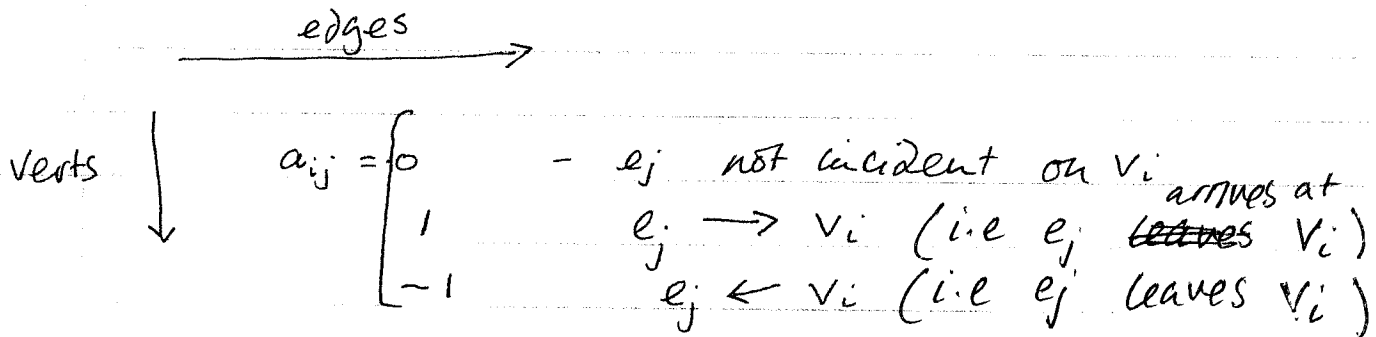 edges
verts a_ij = { 0 - e_j not incident on v_i
1 e_j → v_i (i.e e_j leaves arrives at v_i)
-1 e_j ← v_i (i.e e_j leaves v_i)